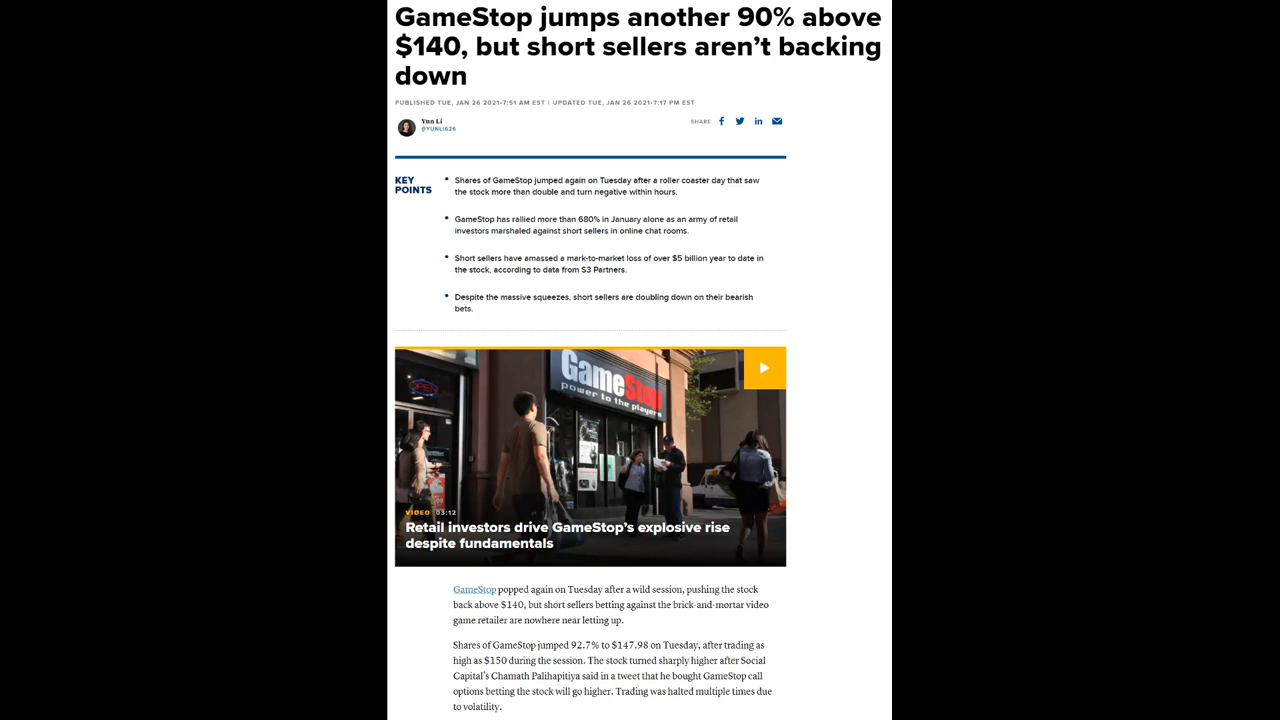 GameStop jumps another 90% above
$140, but short sellers aren’t backing
down
PUBLISHED TUE, JAN 26 2021•7:51 AM EST | UPDATED TUE, JAN 26 2021•7:17 PM EST
Yun Li
@YUNLI626
SHARE
KEY
POINTS
Shares of GameStop jumped again on Tuesday after a roller coaster day that saw
the stock more than double and turn negative within hours.
GameStop has rallied more than 680% in January alone as an army of retail
investors marshaled against short sellers in online chat rooms.
Short sellers have amassed a mark-to-market loss of over $5 billion year to date in
the stock, according to data from S3 Partners.
Despite the massive squeezes, short sellers are doubling down on their bearish
bets.
OPEN
GameStop
power to the players
VIDEO 03:12
Retail investors drive GameStop’s explosive rise
despite fundamentals
GameStop popped again on Tuesday after a wild session, pushing the stock
back above $140, but short sellers betting against the brick-and-mortar video
game retailer are nowhere near letting up.
Shares of GameStop jumped 92.7% to $147.98 on Tuesday, after trading as
high as $150 during the session. The stock turned sharply higher after Social
Capital’s Chamath Palihapitiya said in a tweet that he bought GameStop call
options betting the stock will go higher. Trading was halted multiple times due
to volatility.